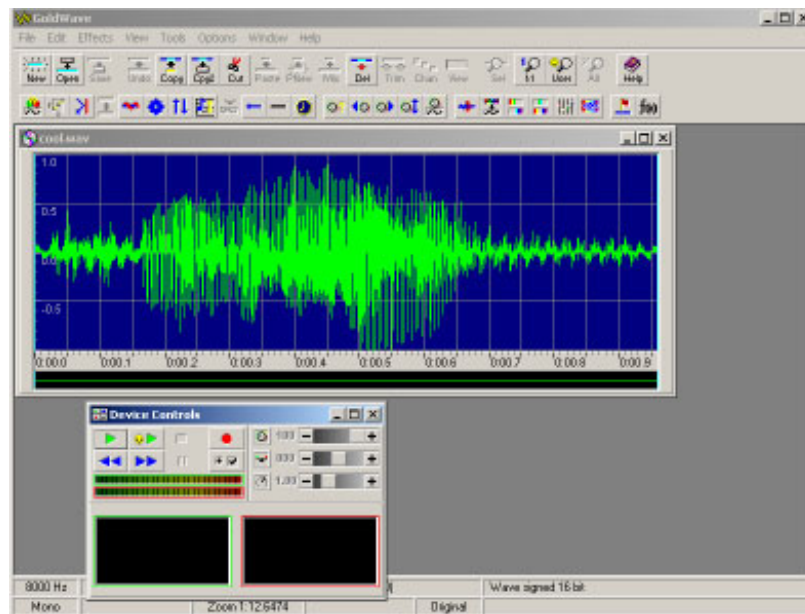 GoldWave
File Edit Effects View Tools Options Window Help
New Open Save Undo Copy Cut Paste PNew Mix Del Trim Chan View Sel 1:1 User All Help
cool.wav
1.0
0.5
0.0
-0.5
0:00.0 0:00.1 0:00.2 0:00.3 0:00.4 0:00.5 0:00.6 0:00.7 0:00.8 0:00.9
Device Controls
100
000
1.00
8000 Hz Wave signed 16 bit
Mono Zoom 1:12.6474 Original